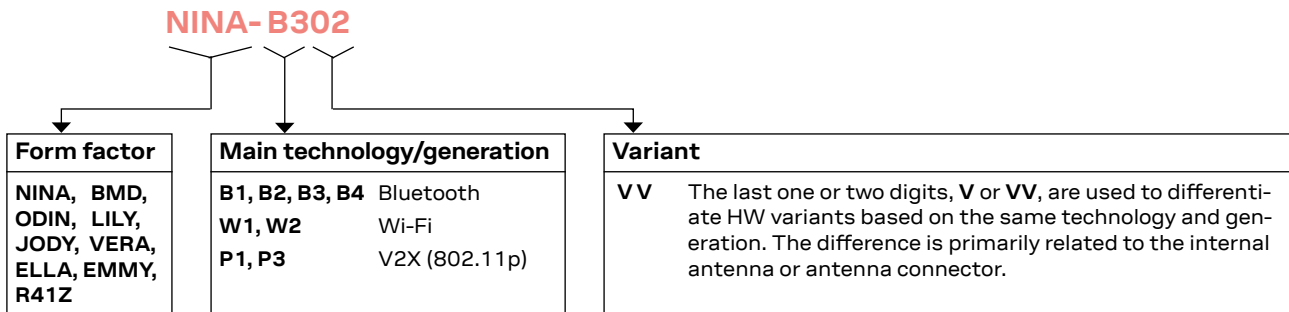 NINA-B302
Form factor
NINA, BMD,
ODIN, LILY,
JODY, VERA,
ELLA, EMMY,
R41Z
Main technology/generation
B1, B2, B3, B4 Bluetooth
W1, W2 Wi-Fi
P1, P3 V2X (802.11p)
Variant
VV The last one or two digits, V or VV, are used to differenti-
ate HW variants based on the same technology and gen-
eration. The difference is primarily related to the internal
antenna or antenna connector.